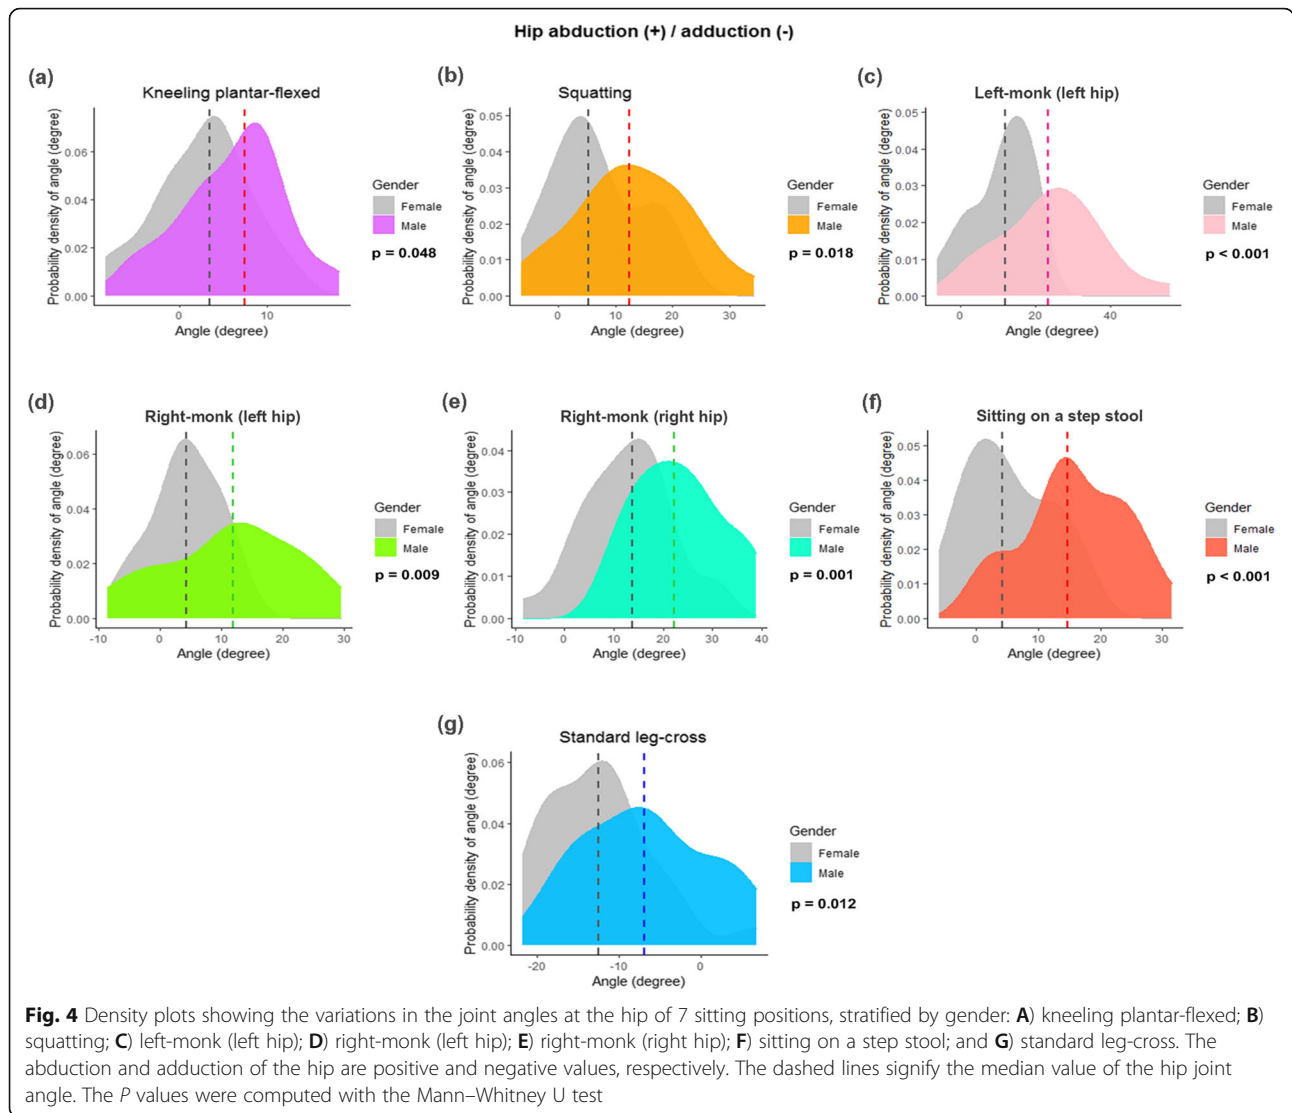 Hip abduction (+) / adduction (-)
(a)
Kneeling plantar-flexed
Probability density of angle (degree)
0.06
0.04
0.02
0.00
0
10
Angle (degree)
Gender
Female
Male
p = 0.048
(b)
Squatting
Probability density of angle (degree)
0.05
0.04
0.03
0.02
0.01
0.00
0
10
20
30
Angle (degree)
Gender
Female
Male
p = 0.018
(c)
Left-monk (left hip)
Probability density of angle (degree)
0.05
0.04
0.03
0.02
0.01
0.00
0
20
40
Angle (degree)
Gender
Female
Male
p < 0.001
(d)
Right-monk (left hip)
Probability density of angle (degree)
0.06
0.04
0.02
0.00
-10
0
10
20
30
Angle (degree)
Gender
Female
Male
p = 0.009
(e)
Right-monk (right hip)
Probability density of angle (degree)
0.04
0.03
0.02
0.01
0.00
-10
0
10
20
30
40
Angle (degree)
Gender
Female
Male
p = 0.001
(f)
Sitting on a step stool
Probability density of angle (degree)
0.05
0.04
0.03
0.02
0.01
0.00
0
10
20
30
Angle (degree)
Gender
Female
Male
p < 0.001
(g)
Standard leg-cross
Probability density of angle (degree)
0.06
0.04
0.02
0.00
-20
-10
0
Angle (degree)
Gender
Female
Male
p = 0.012
Fig. 4 Density plots showing the variations in the joint angles at the hip of 7 sitting positions, stratified by gender: A) kneeling plantar-flexed; B)
squatting; C) left-monk (left hip); D) right-monk (left hip); E) right-monk (right hip); F) sitting on a step stool; and G) standard leg-cross. The
abduction and adduction of the hip are positive and negative values, respectively. The dashed lines signify the median value of the hip joint
angle. The P values were computed with the Mann–Whitney U test